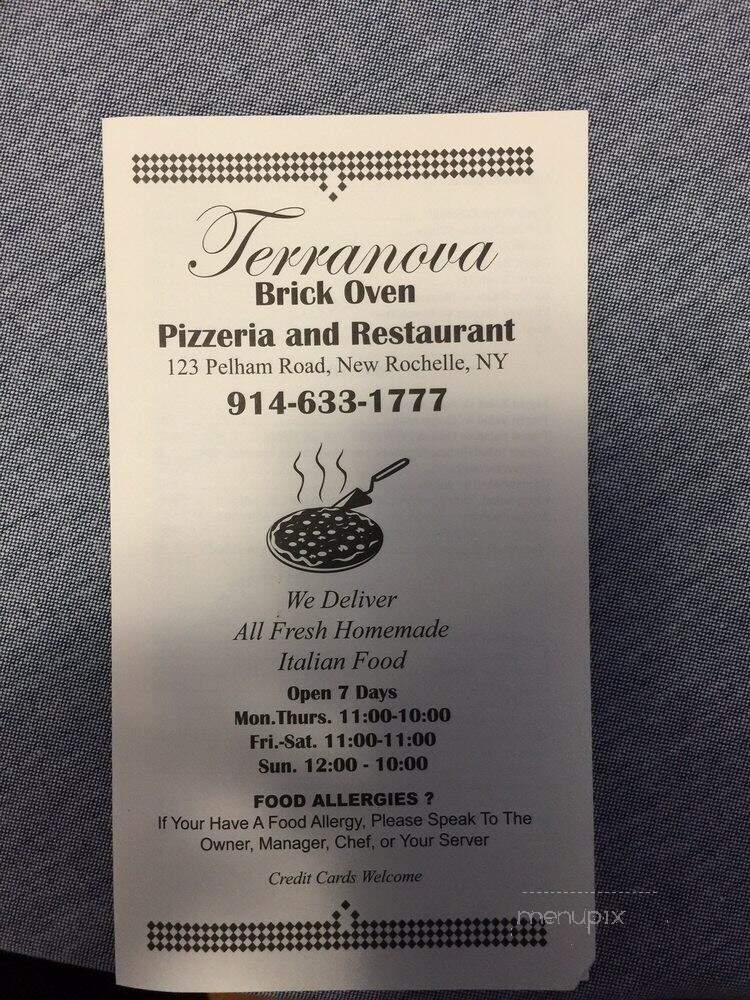 Terranova
Brick Oven
Pizzeria and Restaurant
123 Pelham Road, New Rochelle, NY
914-633-1777
We Deliver
All Fresh Homemade
Italian Food
Open 7 Days
Mon.Thurs. 11:00-10:00
Fri.-Sat. 11:00-11:00
Sun. 12:00 - 10:00
FOOD ALLERGIES ?
If Your Have A Food Allergy, Please Speak To The
Owner, Manager, Chef, or Your Server
Credit Cards Welcome
menupix